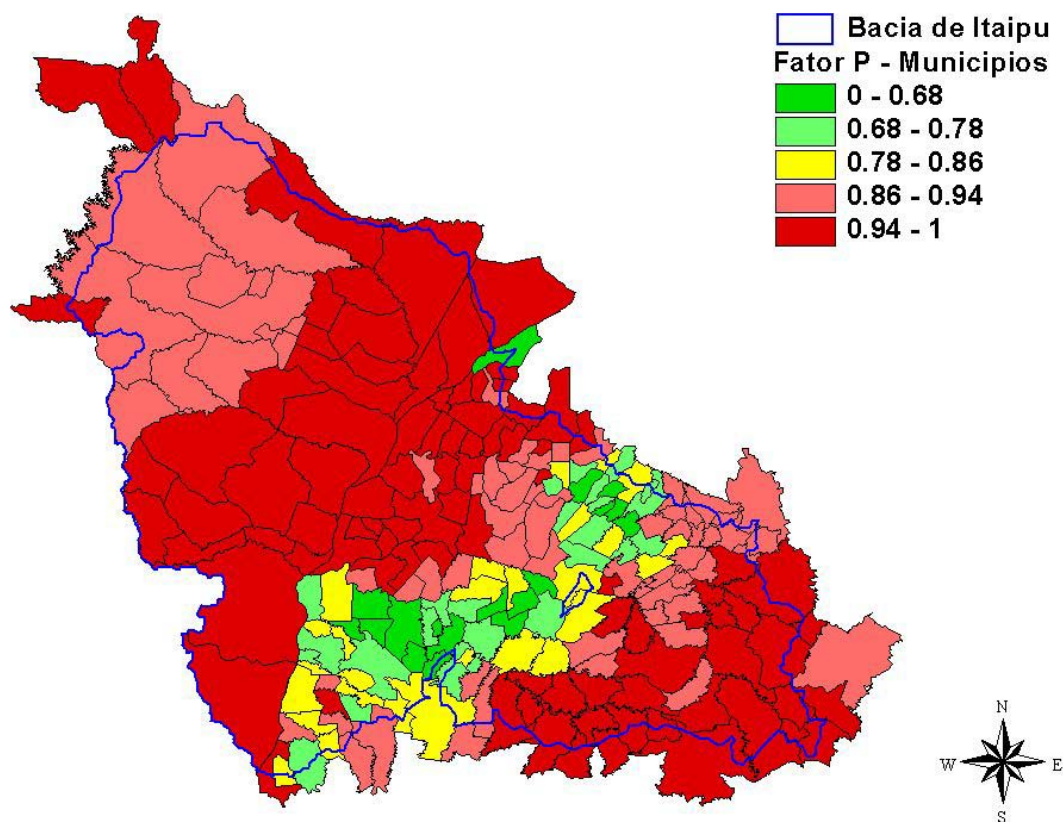 Bacia de Itaipu
Fator P - Municipios
0 - 0.68
0.68 - 0.78
0.78 - 0.86
0.86 - 0.94
0.94 - 1
N
W E
S